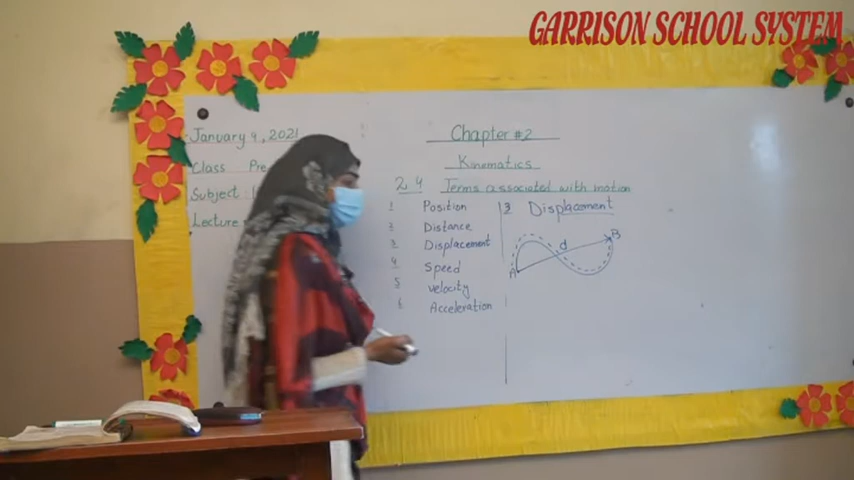 GARRISON SCHOOL SYSTEM
January 4, 2021
Class Pre
Subject
Lecture
Chapter #2
Kinematics
2.4 Terms associated with motion
1 Position
2 Distance
3 Displacement
4 Speed
5 velocity
6 Acceleration
3 Displacement
A d B